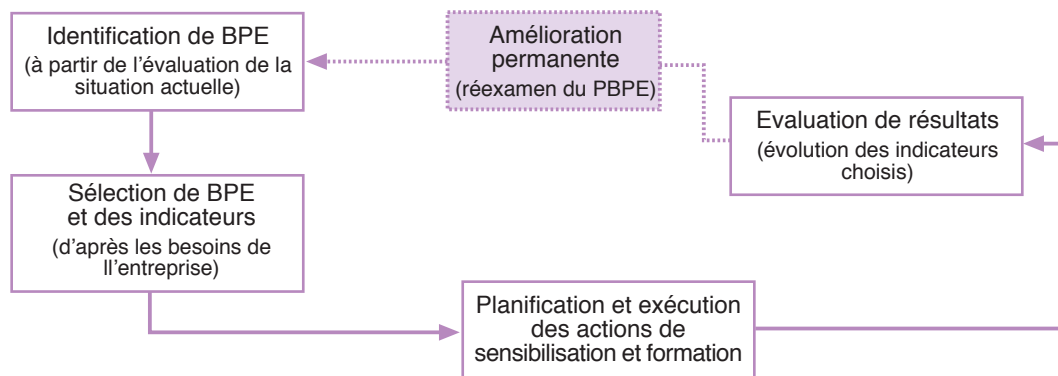 Identification de BPE
(à partir de l'évaluation de la
situation actuelle)
Amélioration
permanente
(réexamen du PBPE)
Evaluation de résultats
(évolution des indicateurs
choisis)
Sélection de BPE
et des indicateurs
(d'après les besoins de
ll'entreprise)
Planification et exécution
des actions de
sensibilisation et formation